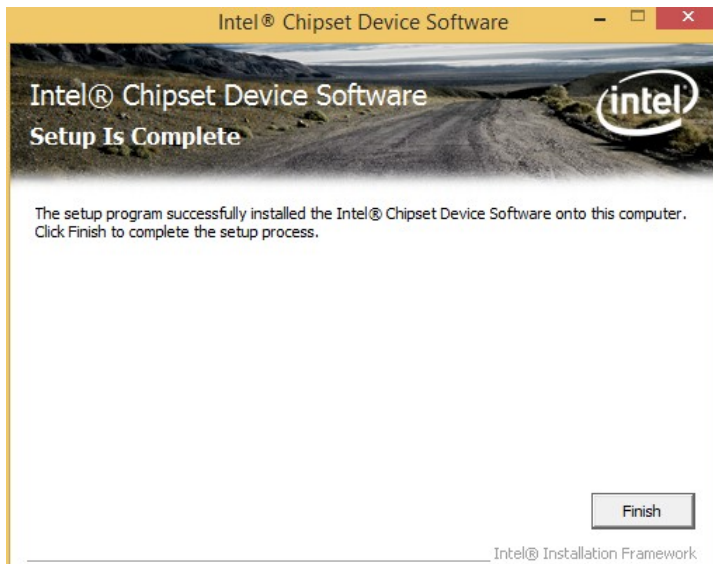 Intel® Chipset Device Software
Intel® Chipset Device Software
intel
Setup Is Complete
The setup program successfully installed the Intel® Chipset Device Software onto this computer.
Click Finish to complete the setup process.
Finish
Intel® Installation Framework